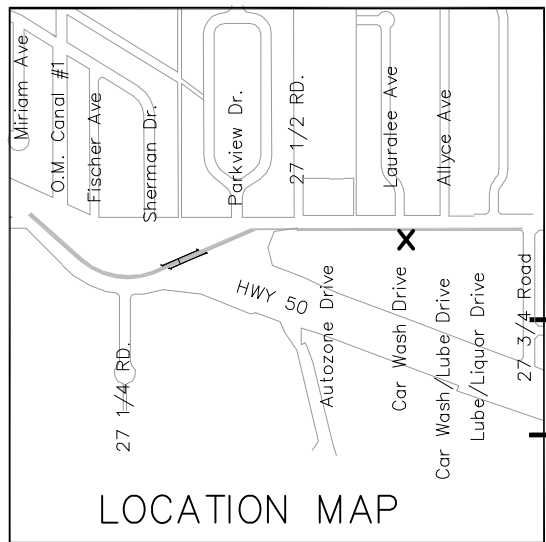 Miriam Ave
O.M. Canal #1
Fischer Ave
Sherman Dr.
Parkview Dr.
27 1/2 RD.
Lauralee Ave
Allyce Ave
HWY 50
27 1/4 RD.
Autozone Drive
Car Wash Drive
Car Wash/Lube Drive
Lube/Liquor Drive
27 3/4 Road
LOCATION MAP